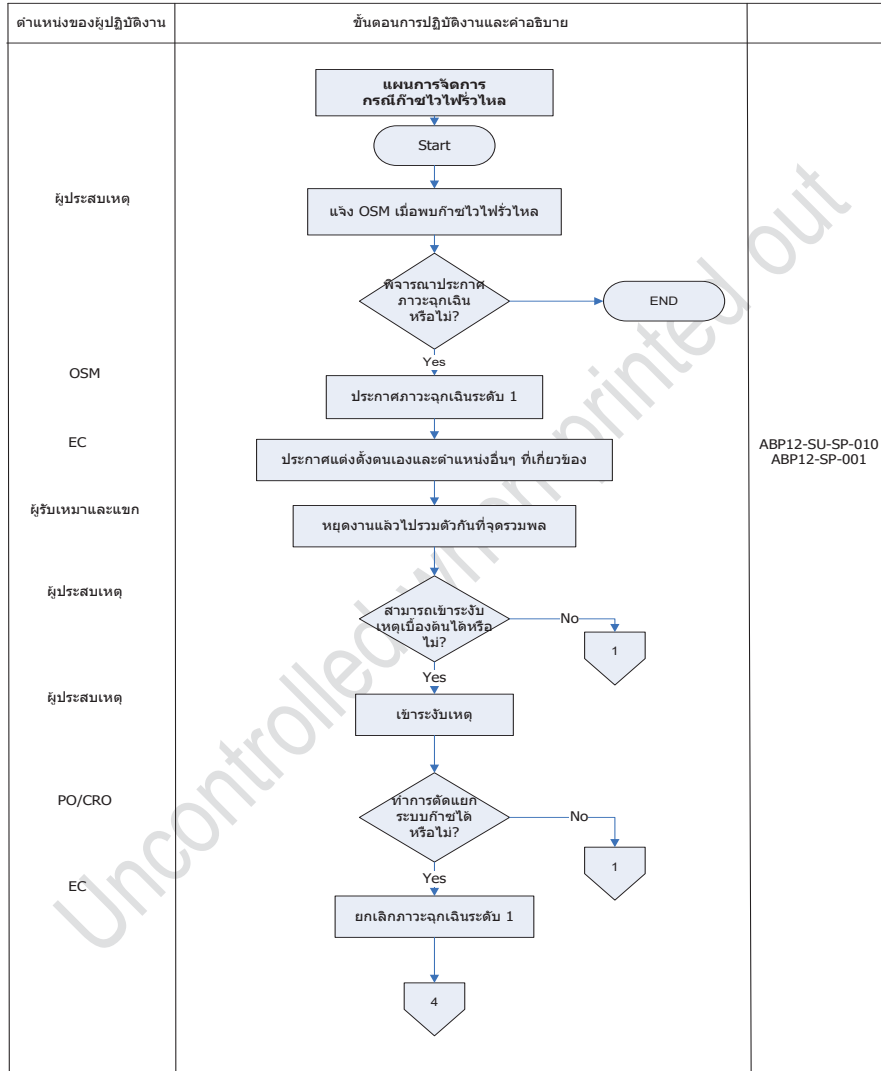 ตำแหน่งของผู้ปฏิบัติงาน
ขั้นตอนการปฏิบัติงานและคำอธิบาย
แผนการจัดการ
กรณีก๊าซไวไฟรั่วไหล
Start
ผู้ประสบเหตุ
แจ้ง OSM เมื่อพบก๊าซไวไฟรั่วไหล
พิจารณาประกาศ
ภาวะฉุกเฉิน
หรือไม่?
END
Yes
OSM
ประกาศภาวะฉุกเฉินระดับ 1
EC
ประกาศแต่งตั้งตนเองและตำแหน่งอื่นๆ ที่เกี่ยวข้อง
ABP12-SU-SP-010
ABP12-SP-001
ผู้รับเหมาและแขก
หยุดงานแล้วไปรวมตัวกันที่จุดรวมพล
ผู้ประสบเหตุ
สามารถเข้าระงับ
เหตุเบื้องต้นได้หรือ
ไม่?
No
1
Yes
ผู้ประสบเหตุ
เข้าระงับเหตุ
PO/CRO
ทำการตัดแยก
ระบบก๊าซได้
หรือไม่?
No
1
Yes
EC
ยกเลิกภาวะฉุกเฉินระดับ 1
4
Uncontrolled when printed out